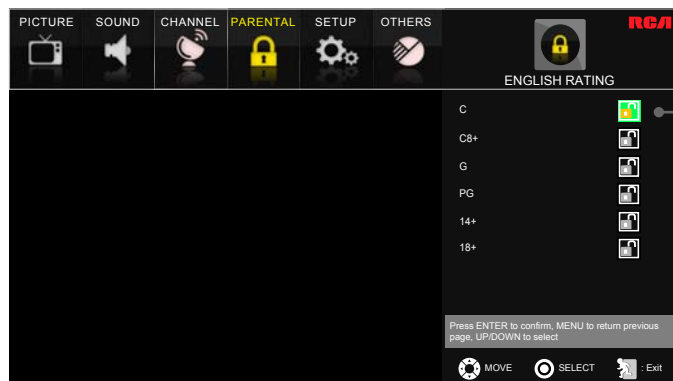 PICTURE SOUND CHANNEL PARENTAL SETUP OTHERS
RCA
ENGLISH RATING
C
C8+
G
PG
14+
18+
Press ENTER to confirm, MENU to return previous
page, UP/DOWN to select
MOVE SELECT : Exit